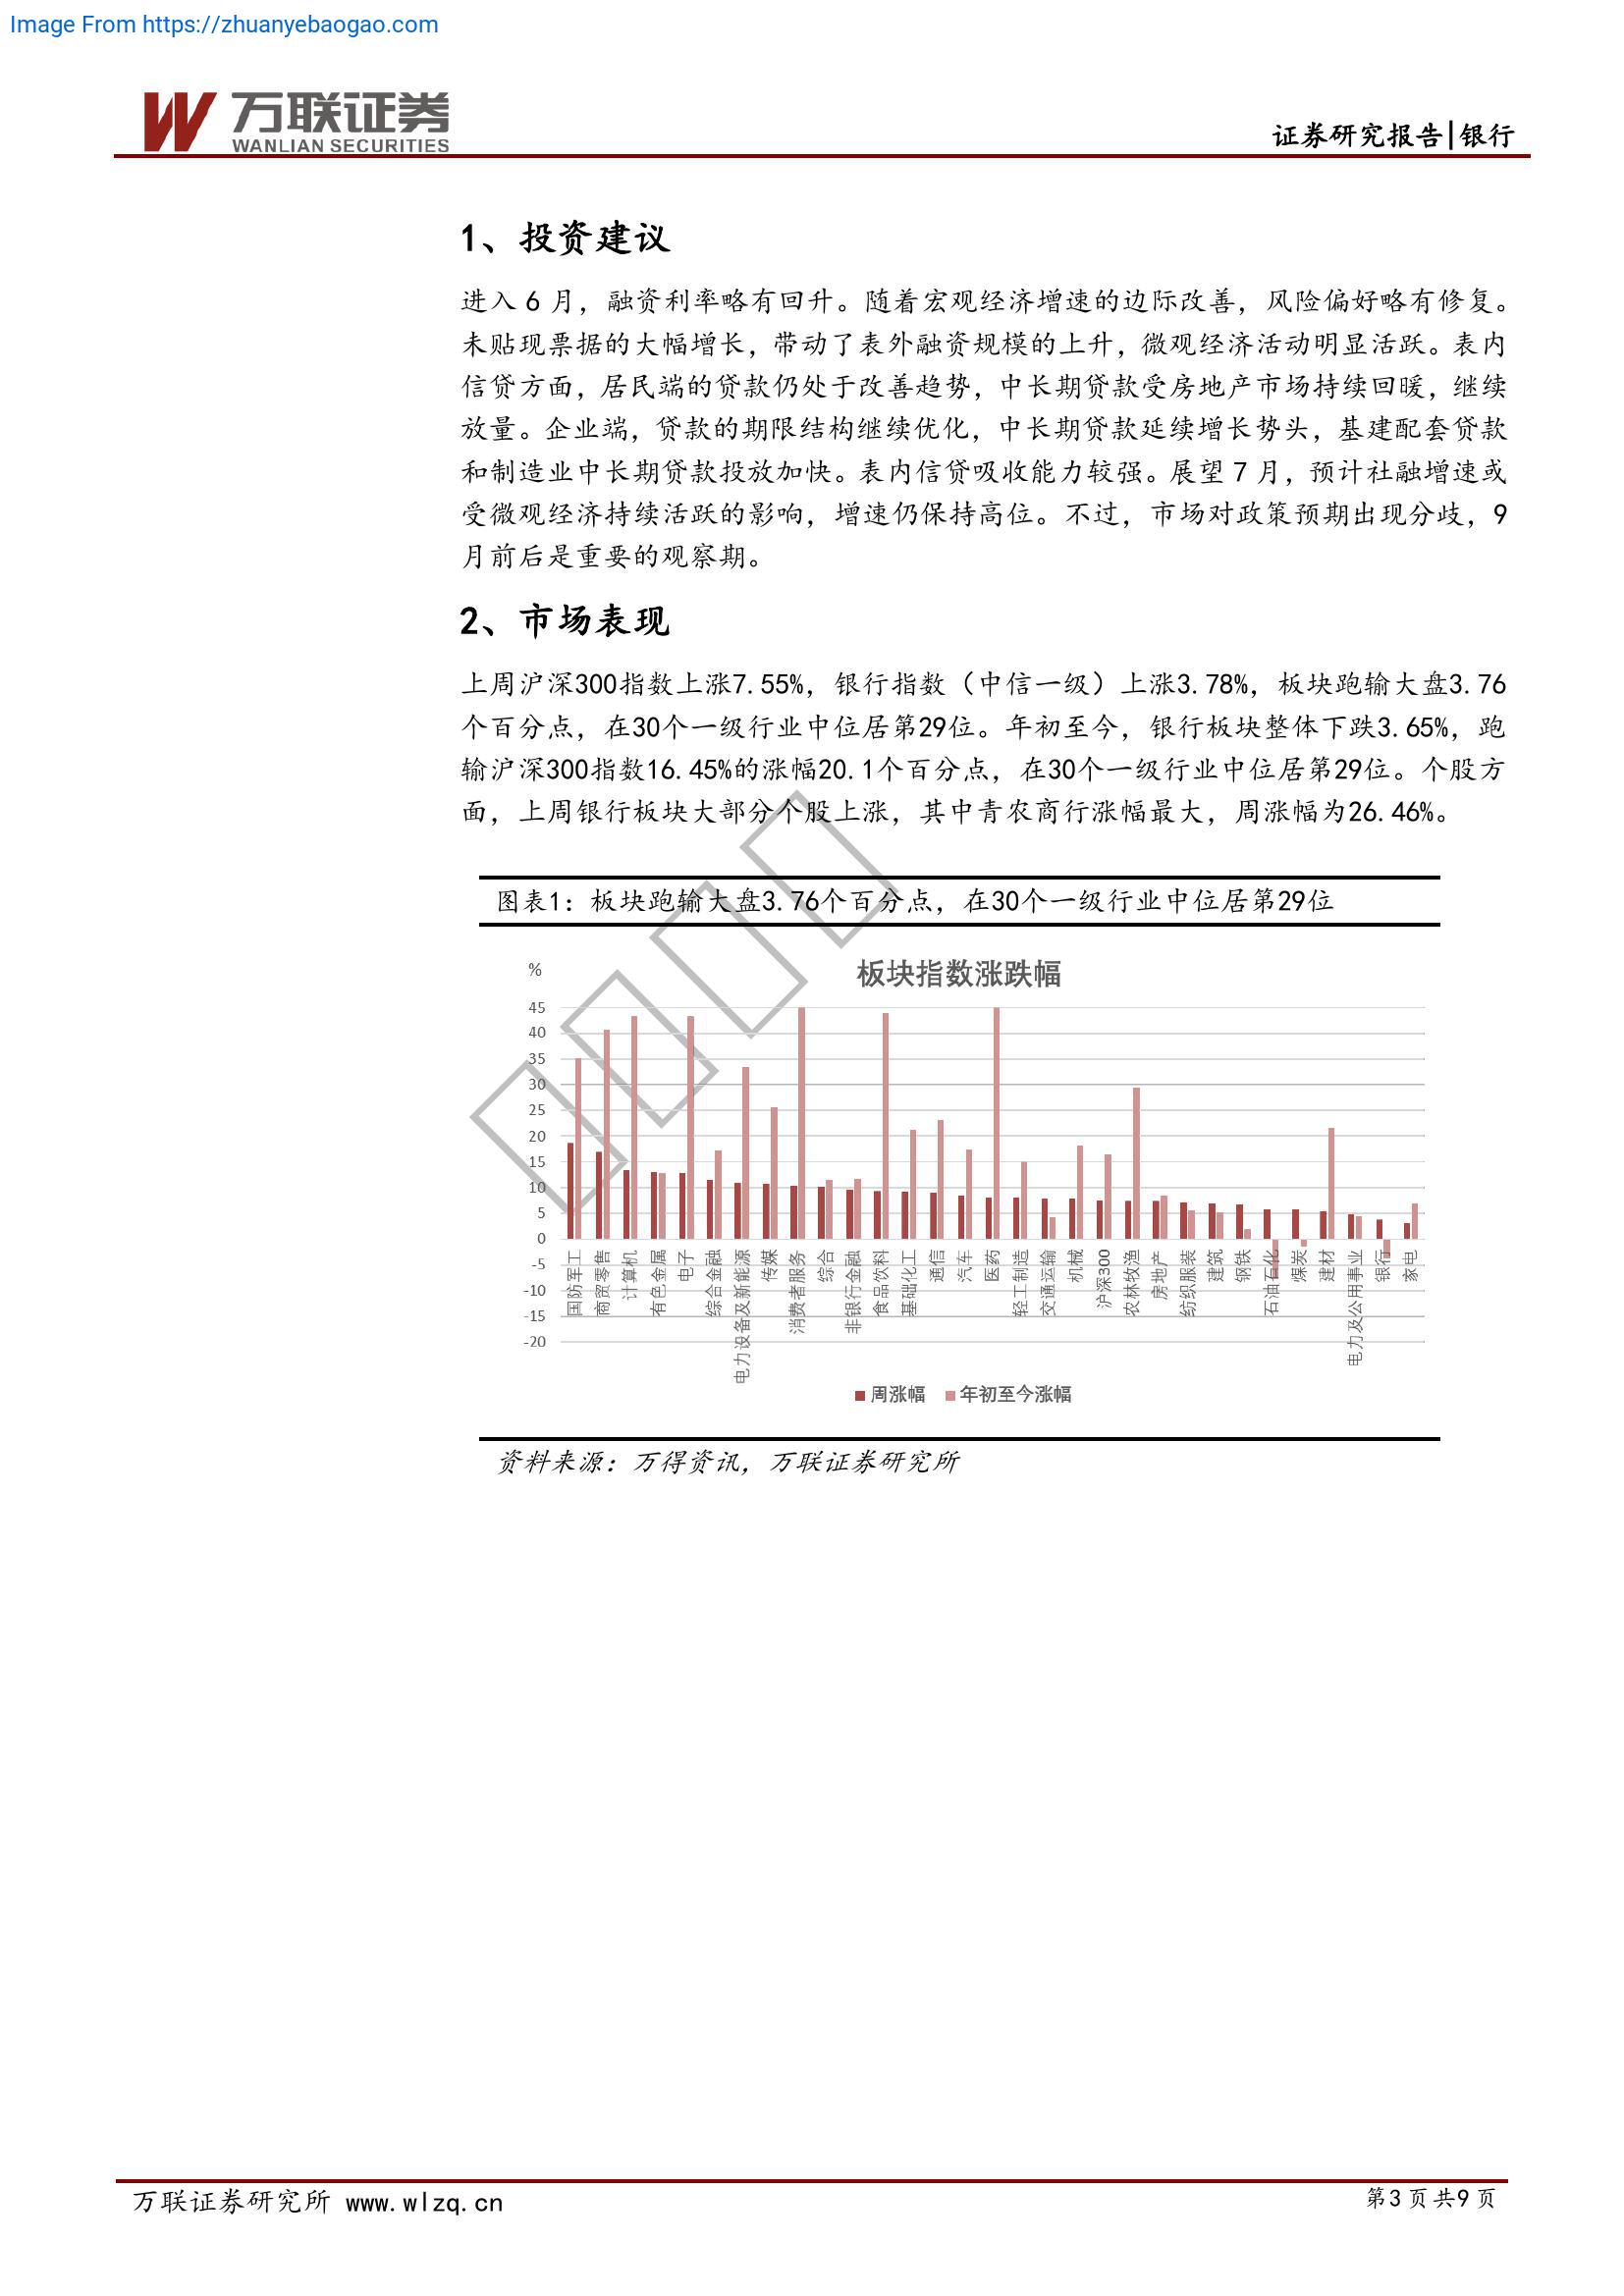 Image From https://zhuanyebaogao.com
万联证券
WANLIAN SECURITIES
证券研究报告|银行
1、投资建议
进入 6 月，融资利率略有回升。随着宏观经济增速的边际改善，风险偏好略有修复。
未贴现票据的大幅增长，带动了表外融资规模的上升，微观经济活动明显活跃。表内
信贷方面，居民端的贷款仍处于改善趋势，中长期贷款受房地产市场持续回暖，继续
放量。企业端，贷款的期限结构继续优化，中长期贷款延续增长势头，基建配套贷款
和制造业中长期贷款投放加快。表内信贷吸收能力较强。展望 7 月，预计社融增速或
受微观经济持续活跃的影响，增速仍保持高位。不过，市场对政策预期出现分歧，9
月前后是重要的观察期。
2、市场表现
上周沪深300指数上涨7.55%，银行指数（中信一级）上涨3.78%，板块跑输大盘3.76
个百分点，在30个一级行业中位居第29位。年初至今，银行板块整体下跌3.65%，跑
输沪深300指数16.45%的涨幅20.1个百分点，在30个一级行业中位居第29位。个股方
面，上周银行板块大部分个股上涨，其中青农商行涨幅最大，周涨幅为26.46%。
图表1：板块跑输大盘3.76个百分点，在30个一级行业中位居第29位
板块指数涨跌幅
%
45
40
35
30
25
20
15
10
5
0
-5
-10
-15
-20
国防军工
商贸零售
计算机
有色金属
电子
综合金融
电力设备及新能源
传媒
消费者服务
综合
非银行金融
食品饮料
基础化工
通信
汽车
医药
轻工制造
交通运输
机械
沪深300
农林牧渔
房地产
纺织服装
建筑
钢铁
石油石化
煤炭
建材
电力及公用事业
银行
家电
周涨幅 年初至今涨幅
资料来源：万得资讯，万联证券研究所
万联证券研究所 www.wlzq.cn
第3页共9页